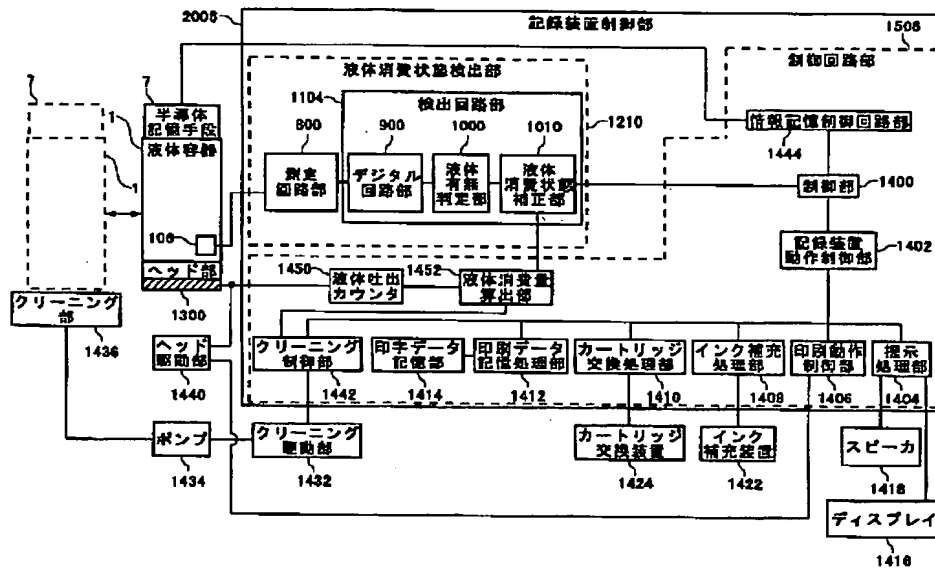 2005
記録装置制御部
1506
液体消費状態検出部
制御回路部
7
7
1104
検出回路部
1210
半導体
記憶手段
1
液体容器
1
800
900
1000
1010
情報記憶制御回路部
1444
測定
回路部
デジタル
回路部
液体
有無
判定部
液体
消費状態
補正部
制御部
1400
106
記録装置
動作制御部
1402
ヘッド部
1300
1450
液体吐出
カウンタ
1452
液体消費量
算出部
クリーニング
部
1436
ヘッド
駆動部
1440
クリーニング
制御部
1442
印字データ
記憶部
1414
印刷データ
記憶処理部
1412
カートリッジ
交換処理部
1410
インク補充
処理部
1408
印刷動作
制御部
1406
提示
処理部
1404
ポンプ
1434
クリーニング
駆動部
1432
カートリッジ
交換装置
1424
インク
補充装置
1422
スピーカ
1418
ディスプレイ
1416